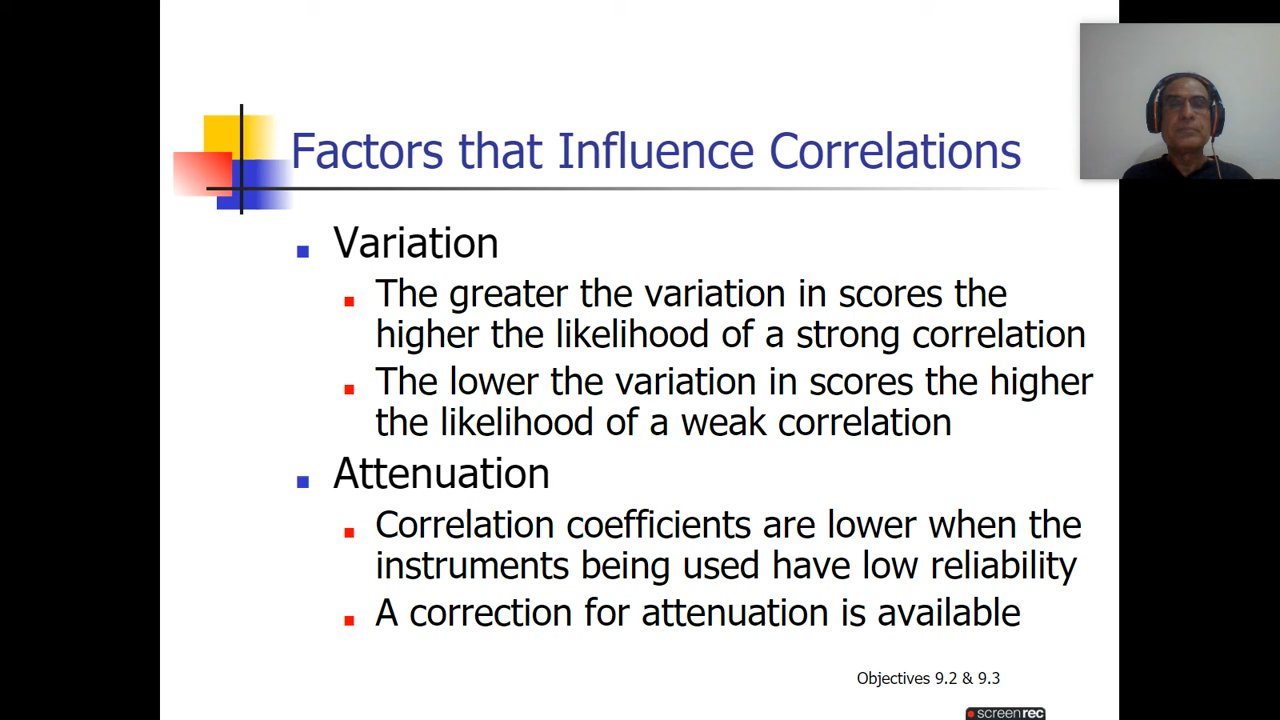 Factors that Influence Correlations
Variation
The greater the variation in scores the
higher the likelihood of a strong correlation
The lower the variation in scores the higher
the likelihood of a weak correlation
Attenuation
Correlation coefficients are lower when the
instruments being used have low reliability
A correction for attenuation is available
Objectives 9.2 & 9.3
screenrec